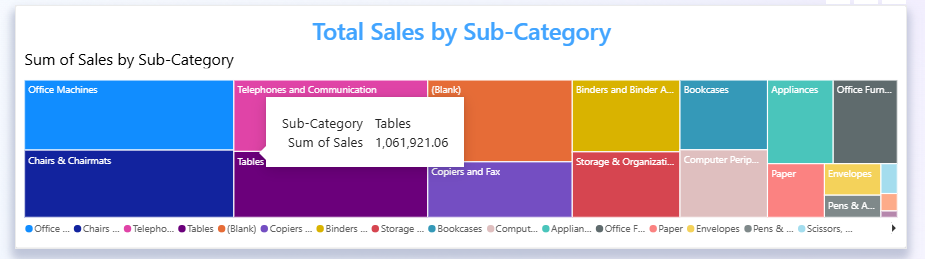 Total Sales by Sub-Category
Sum of Sales by Sub-Category
Office Machines
Telephones and Communication
(Blank)
Binders and Binder A...
Bookcases
Appliances
Office Furn...
Sub-Category Tables
Sum of Sales 1,061,921.06
Chairs & Chairmats
Tables
Copiers and Fax
Storage & Organizati...
Computer Perip...
Paper
Envelopes
Pens & A...
Office ... Chairs ... Telepho... Tables (Blank) Copiers ... Binders ... Storage ... Bookcases Comput... Applian... Office F... Paper Envelopes Pens & ... Scissors, ...